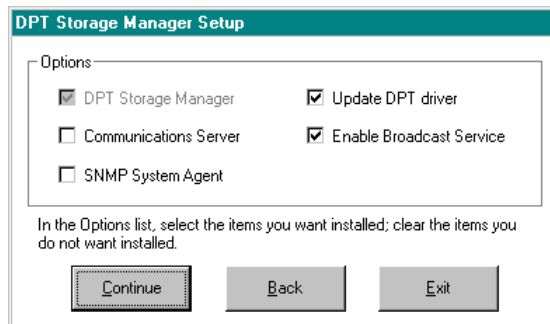 DPT Storage Manager Setup
Options
DPT Storage Manager
Update DPT driver
Communications Server
Enable Broadcast Service
SNMP System Agent
In the Options list, select the items you want installed; clear the items you
do not want installed.
Continue
Back
Exit